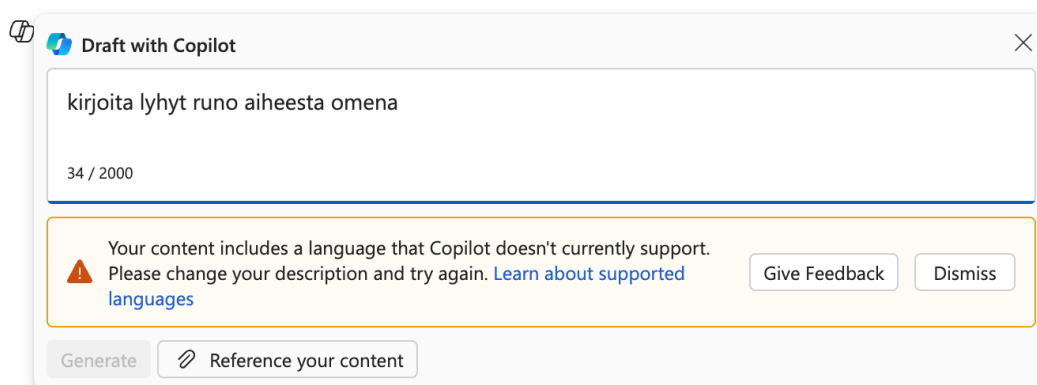 Draft with Copilot
kirjoita lyhyt runo aiheesta omena
34 / 2000
Your content includes a language that Copilot doesn't currently support.
Please change your description and try again. Learn about supported
languages
Give Feedback
Dismiss
Generate
Reference your content